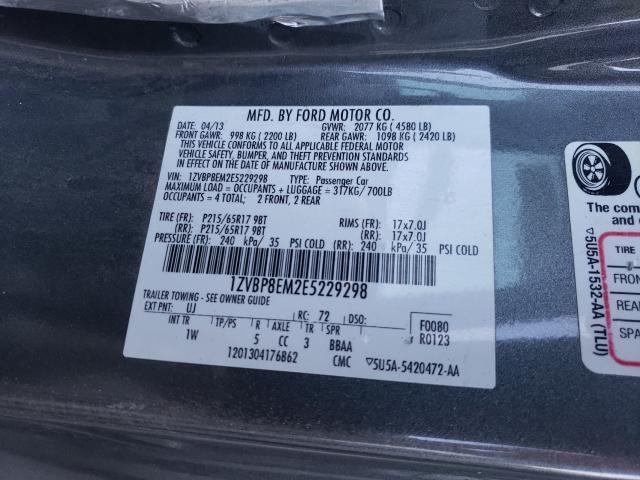 MFD. BY FORD MOTOR CO.
04/13 GVWR: 2077 KG ( 4580 LB)
FRONT GAWR: 998 KG ( 2200 LB) REAR GAWR: 1098 KG ( 2420 LB)
THIS VEHICLE CONFORMS TO ALL APPLICABLE FEDERAL MOTOR
VEHICLE SAFETY, BUMPER, AND THEFT PREVENTION STANDARDS
IN EFFECT ON THE DATE OF MANUFACTURE SHOWN ABOVE.
VIN: 1ZVBP8EM2E5229298 TYPE: Passenger Car
MAXIMUM LOAD = OCCUPANTS + LUGGAGE = 317KG/700LB
OCCUPANTS = 4 TOTAL; 2 FRONT, 2 REAR
TIRE (FR): P215/65R17 98T RIMS (FR): 17x7.0J
(RR): P215/65R17 98T (RR): 17x7.0J
PRESSURE (FR): 240 kPa/ 35 PSI COLD (RR): 240 kPa/ 35 PSI COLD
1ZVBP8EM2E5229298
TRAILER TOWING - SEE OWNER GUIDE
EXT PNT: UJ RC: 72 DSO: F0080
INT TR TP/PS R AXLE TR SPR R0123
1W 5 CC 3 BBAA
1201304176862 CMC ▽5U5A-5420472-AA
The com
and
▽5U5A-1532-AA (TLU)
TIRE
FRON
REAR
SPA